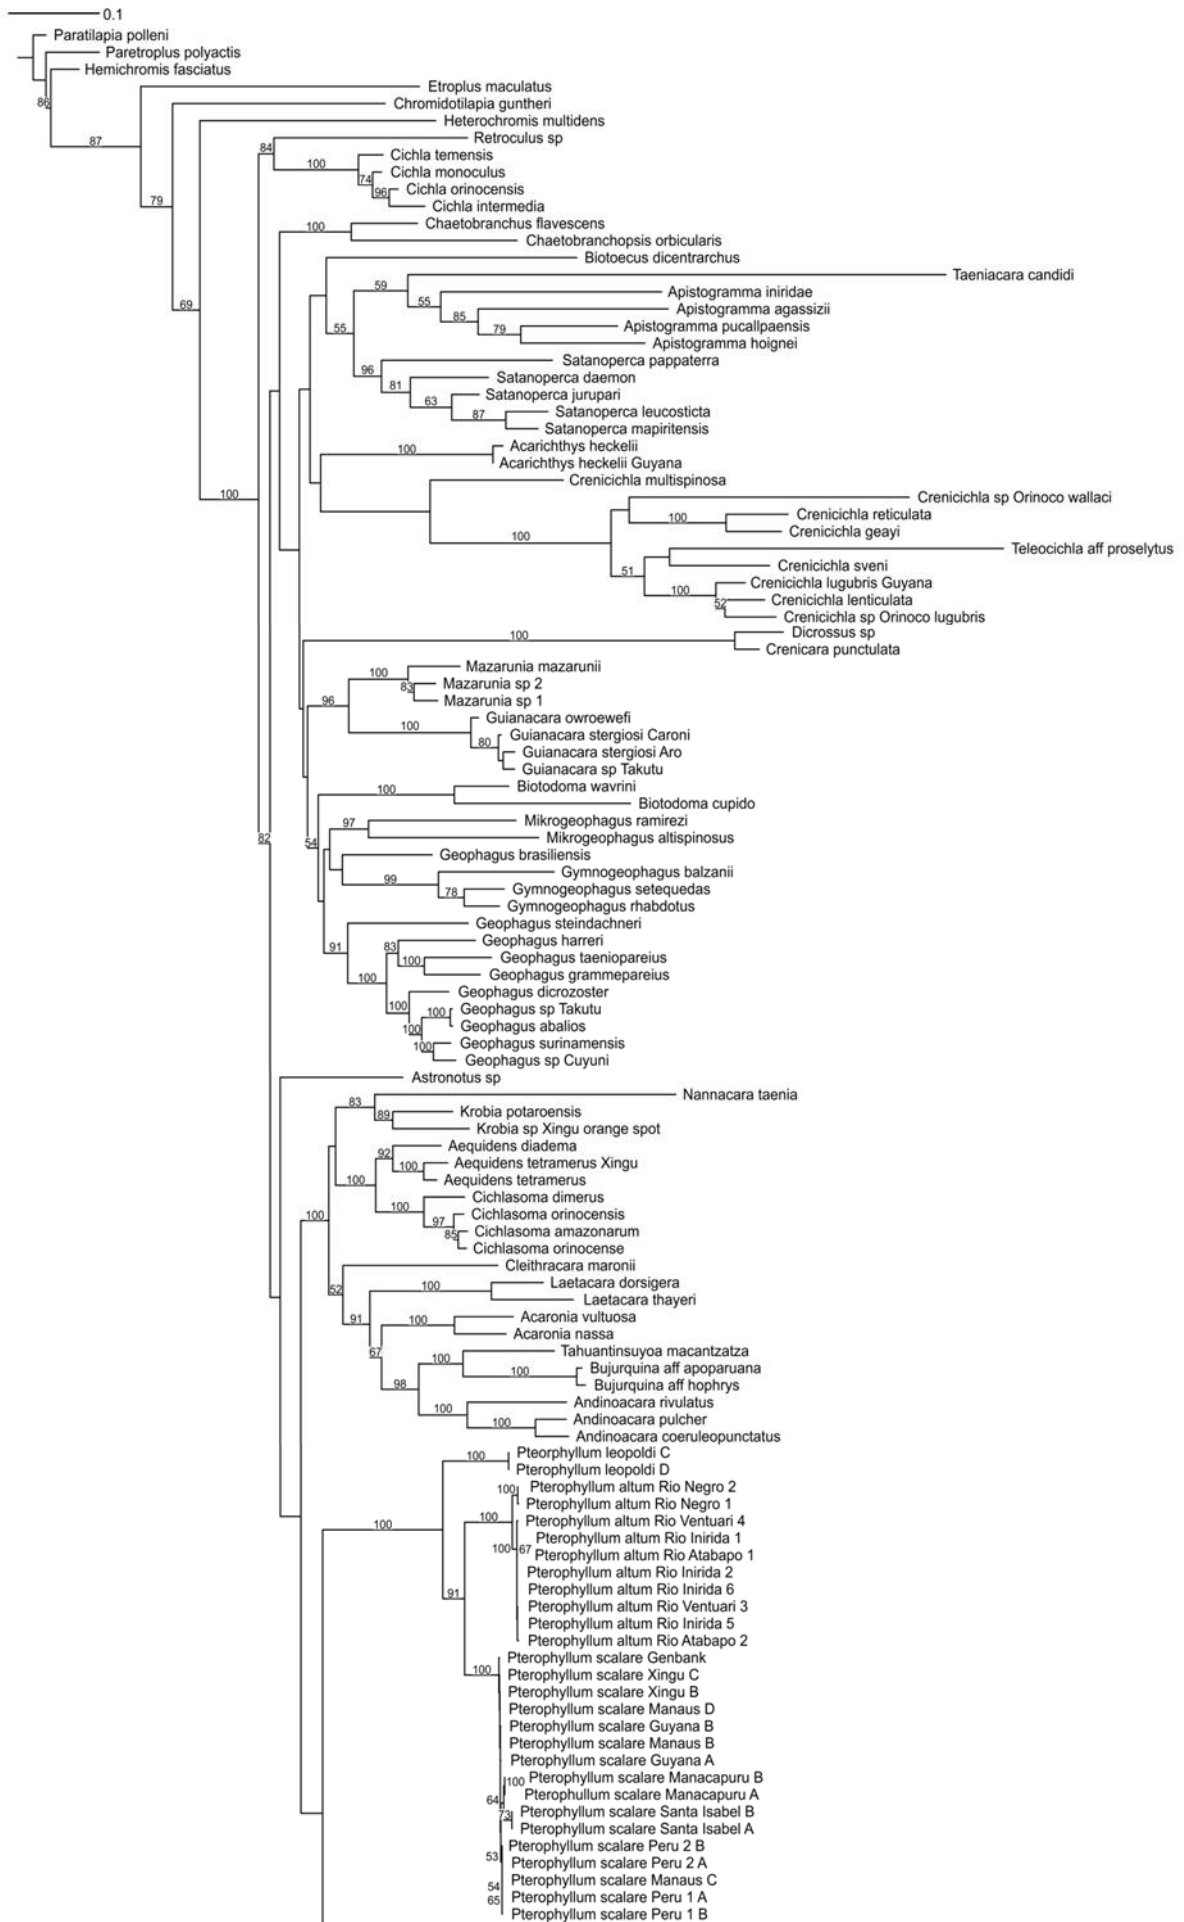 0.1
Paratilapia polleni
Paretroplus polyactis
Hemichromis fasciatus
Etroplus maculatus
86
Chromidotilapia guntheri
Heterochromis multidens
87
Retroculus sp
84
Cichla temensis
100
Cichla monoculus
74
Cichla orinocensis
96
79
Cichla intermedia
Chaetobranchus flavescens
100
Chaetobranchopsis orbicularis
Biotoecus dicentrarchus
Taeniacara candidi
59
Apistogramma iniridae
55
69
Apistogramma agassizii
85
Apistogramma pucallpaensis
79
55
Apistogramma hoignei
Satanoperca pappaterra
96
Satanoperca daemon
81
Satanoperca jurupari
63
Satanoperca leucosticta
87
Satanoperca mapiritensis
Acarichthys heckelii
100
Acarichthys heckelii Guyana
Crenicichla multispinosa
100
Crenicichla sp Orinoco wallaci
Crenicichla reticulata
100
Crenicichla geayi
100
Teleocichla aff proselytus
Crenicichla sveni
51
Crenicichla lugubris Guyana
100
Crenicichla lenticulata
52
Crenicichla sp Orinoco lugubris
Dicrossus sp
100
Crenicara punctulata
Mazarunia mazarunii
100
Mazarunia sp 2
83
Mazarunia sp 1
96
Guianacara owroewefi
100
Guianacara stergiosi Caroni
80
Guianacara stergiosi Aro
Guianacara sp Takutu
Biotodoma wavrini
100
Biotodoma cupido
Mikrogeophagus ramirezi
97
Mikrogeophagus altispinosus
82
54
Geophagus brasiliensis
Gymnogeophagus balzanii
99
Gymnogeophagus setequedas
78
Gymnogeophagus rhabdotus
Geophagus steindachneri
Geophagus harreri
91
83
Geophagus taeniopareius
100
Geophagus grammepareius
100
Geophagus dicrozoster
100
Geophagus sp Takutu
100
Geophagus abalios
100
Geophagus surinamensis
100
Geophagus sp Cuyuni
Astronotus sp
Nannacara taenia
83
Krobia potaroensis
89
Krobia sp Xingu orange spot
Aequidens diadema
92
Aequidens tetramerus Xingu
100
Aequidens tetramerus
100
Cichlasoma dimerus
100
Cichlasoma orinocensis
100
97
Cichlasoma amazonarum
85
Cichlasoma orinocense
Cleithracara maronii
Laetacara dorsigera
52
100
Laetacara thayeri
Acaronia vultuosa
91
100
Acaronia nassa
67
Tahuantinsuyoa macantzatza
100
Bujurquina aff apoparuana
100
Bujurquina aff hophrys
98
Andinoacara rivulatus
100
Andinoacara pulcher
100
Andinoacara coeruleopunctatus
Pteorphyllum leopoldi C
100
Pterophyllum leopoldi D
Pterophyllum altum Rio Negro 2
100
Pterophyllum altum Rio Negro 1
100
Pterophyllum altum Rio Ventuari 4
100
Pterophyllum altum Rio Inirida 1
100
67
Pterophyllum altum Rio Atabapo 1
Pterophyllum altum Rio Inirida 2
91
Pterophyllum altum Rio Inirida 6
Pterophyllum altum Rio Ventuari 3
Pterophyllum altum Rio Inirida 5
Pterophyllum altum Rio Atabapo 2
Pterophyllum scalare Genbank
100
Pterophyllum scalare Xingu C
Pterophyllum scalare Xingu B
Pterophyllum scalare Manaus D
Pterophyllum scalare Guyana B
Pterophyllum scalare Manaus B
Pterophyllum scalare Guyana A
100
Pterophyllum scalare Manacapuru B
Pterophullum scalare Manacapuru A
64
Pterophyllum scalare Santa Isabel B
73
Pterophyllum scalare Santa Isabel A
Pterophyllum scalare Peru 2 B
53
Pterophyllum scalare Peru 2 A
Pterophyllum scalare Manaus C
54
Pterophyllum scalare Peru 1 A
65
Pterophyllum scalare Peru 1 B